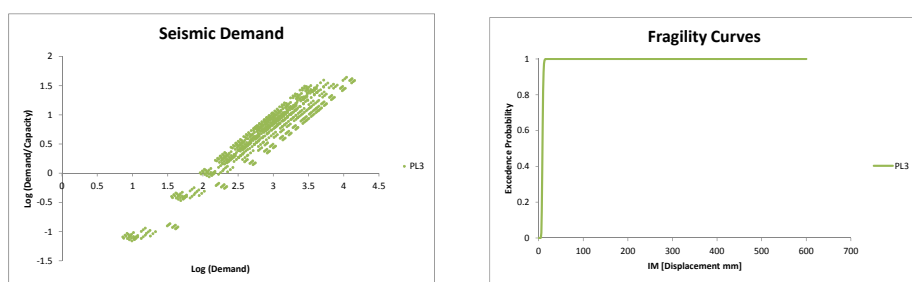 Seismic Demand
2
1.5
1
0.5
0
-0.5
-1
-1.5
0 0.5 1 1.5 2 2.5 3 3.5 4 4.5
Log (Demand/Capacity)
Log (Demand)
PL3
Fragility Curves
1
0.8
0.6
0.4
0.2
0
0 100 200 300 400 500 600 700
Excedence Probability
IM [Displacement mm]
PL3